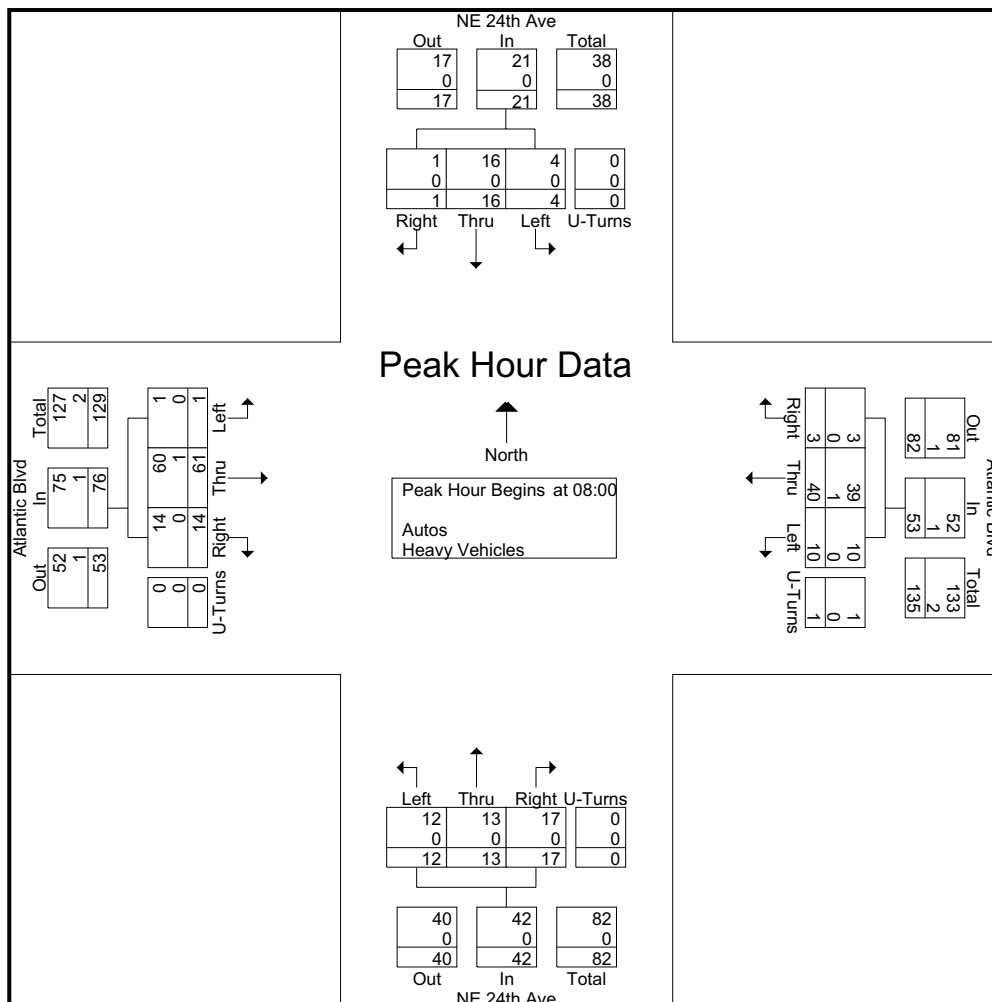 NE 24th Ave
Out In Total
17 21 38
0 0 0
17 21 38
1 16 4 0
0 0 0 0
1 16 4 0
Right Thru Left U-Turns
Peak Hour Data
North
Peak Hour Begins at 08:00
Autos
Heavy Vehicles
Atlantic Blvd
Total In Out
127 75 52
2 1 1
129 76 53
1 60 14 0
0 1 0 0
1 61 14 0
Left Thru Right U-Turns
Atlantic Blvd
Out In Total
81 52 133
1 1 2
82 53 135
3 39 10 1
0 1 0 0
3 40 10 1
Right Thru Left U-Turns
Left Thru Right U-Turns
12 13 17 0
0 0 0 0
12 13 17 0
40 42 82
0 0 0
40 42 82
Out In Total
NE 24th Ave